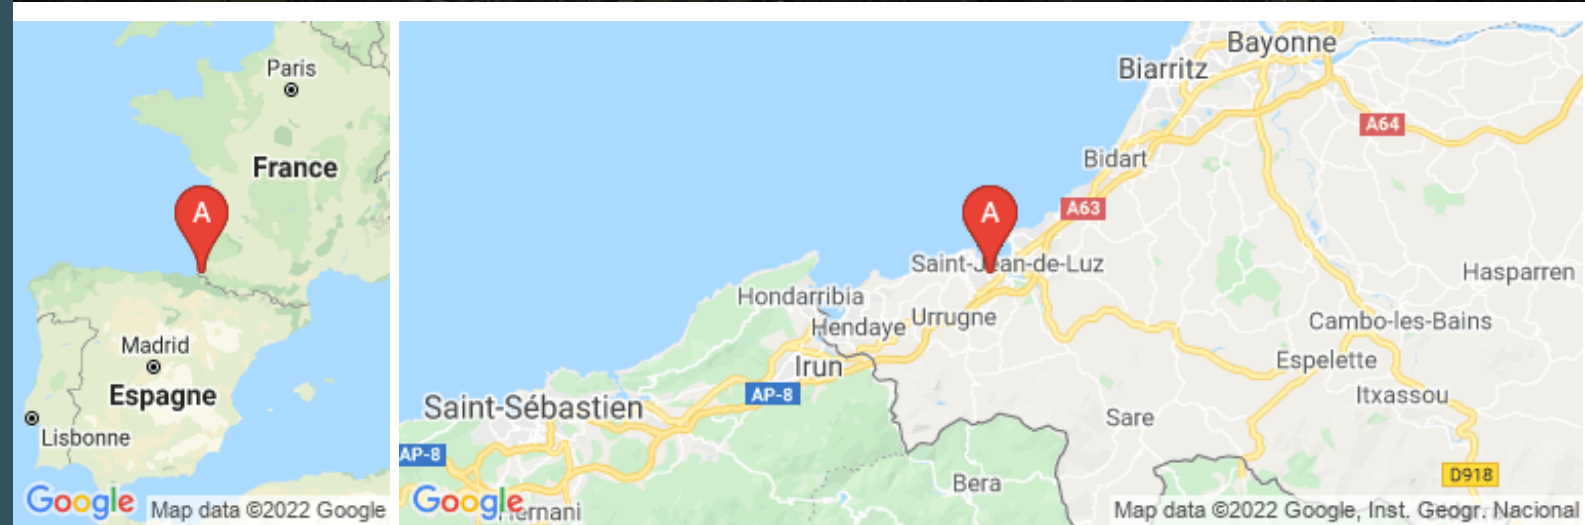 Paris
France
A
Madrid
Espagne
Lisbonne
Google
Map data ©2022 Google
Bayonne
Biarritz
A64
Bidart
A63
A
Saint-Jean-de-Luz
Hasparren
Hondarribia
Hendaye
Urrugne
Cambo-les-Bains
Irun
Espelette
AP-8
Itxassou
Saint-Sébastien
Sare
AP-8
D918
Bera
Google
Hernani
Map data ©2022 Google, Inst. Geogr. Nacional